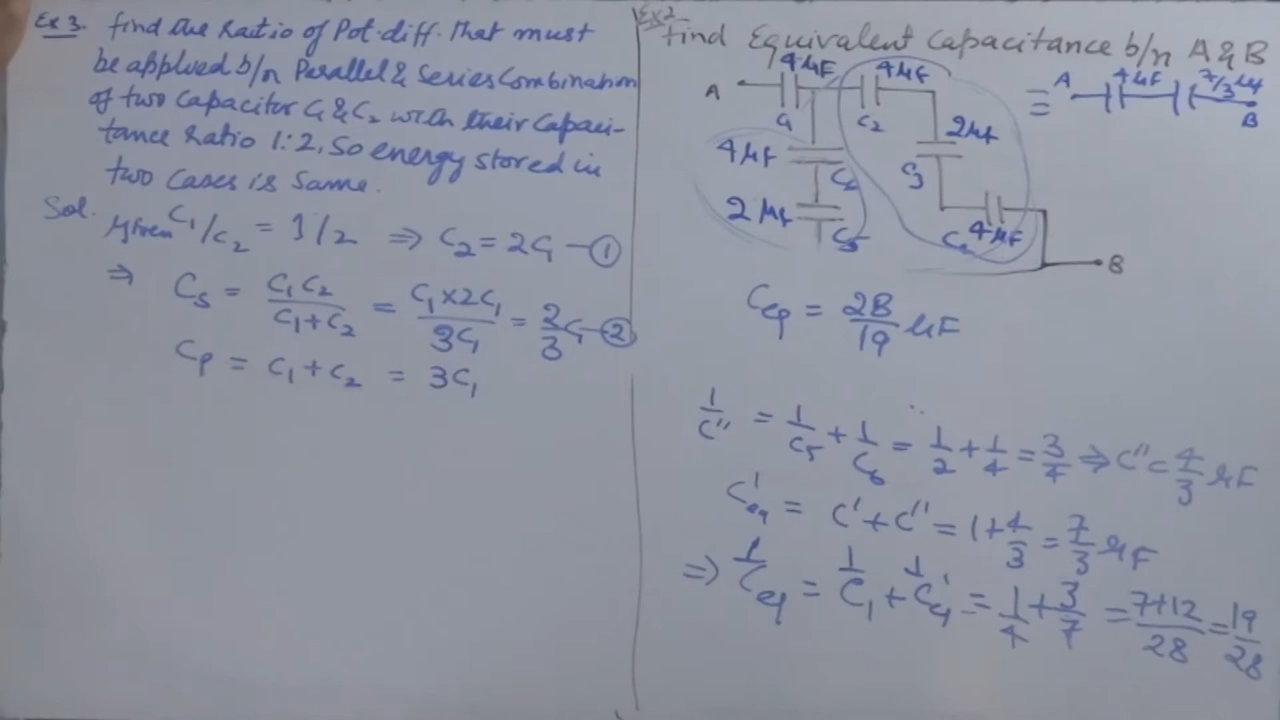 Ex 3. find the Ratio of Pot. diff. that must
be applied b/n Parallel & Series Combination
of two Capacitor C₁ & C₂ with their Capaci-
tance Ratio 1:2, So energy stored in
two Cases is Same.
Sol. Given C₁/C₂ = 1/2 ⇒ C₂ = 2C₁ — ①
⇒ Cs = C₁C₂/(C₁+C₂) = C₁×2C₁/3C₁ = 2/3 C₁ — ②
Cp = C₁ + C₂ = 3C₁
Ex 2
Find Equivalent Capacitance b/n A & B
A 4μF 4μF ≡ A 4μF 7/3 μf B
C₁ C₂ 2μf
4μF C₃
C₆
2μf C₅ 4μF
B
Ceq = 28/19 μF
1/C'' = 1/C₅ + 1/C₆ = 1/2 + 1/4 = 3/4 ⇒ C'' = 4/3 μF
C'eq = C' + C'' = 1 + 4/3 = 7/3 μF
⇒ 1/Ceq = 1/C₁ + 1/C'eq = 1/4 + 3/7 = 7+12/28 = 19/28